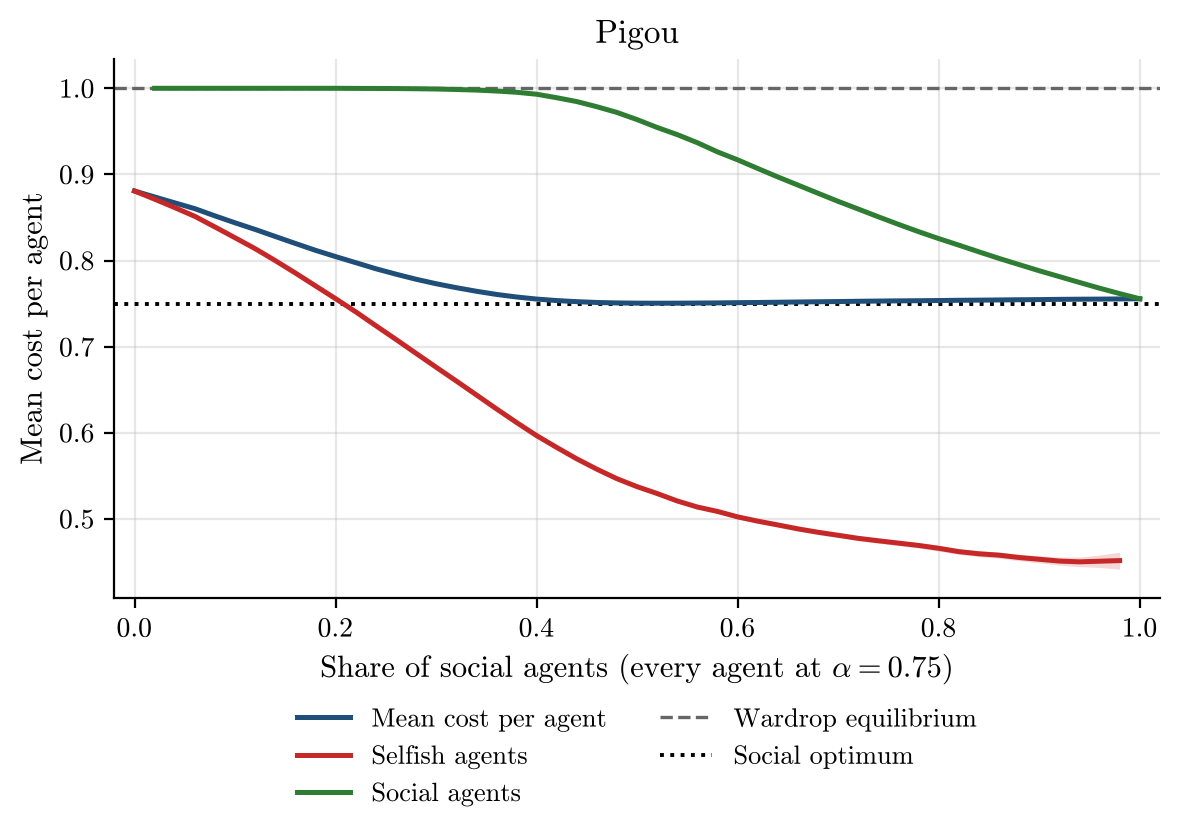 Pigou
1.0
0.9
0.8
0.7
0.6
0.5
Mean cost per agent
0.0 0.2 0.4 0.6 0.8 1.0
Share of social agents (every agent at α = 0.75)
Mean cost per agent
Selfish agents
Social agents
Wardrop equilibrium
Social optimum